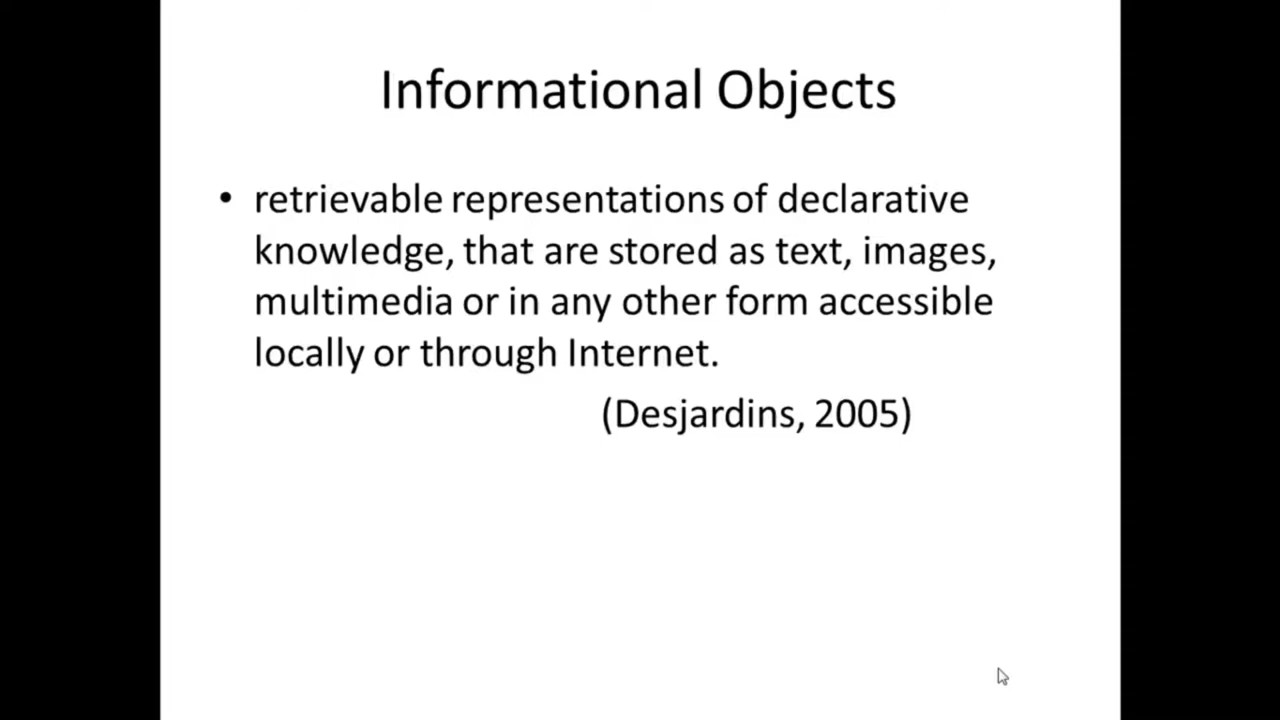 Informational Objects
• retrievable representations of declarative
knowledge, that are stored as text, images,
multimedia or in any other form accessible
locally or through Internet.
(Desjardins, 2005)